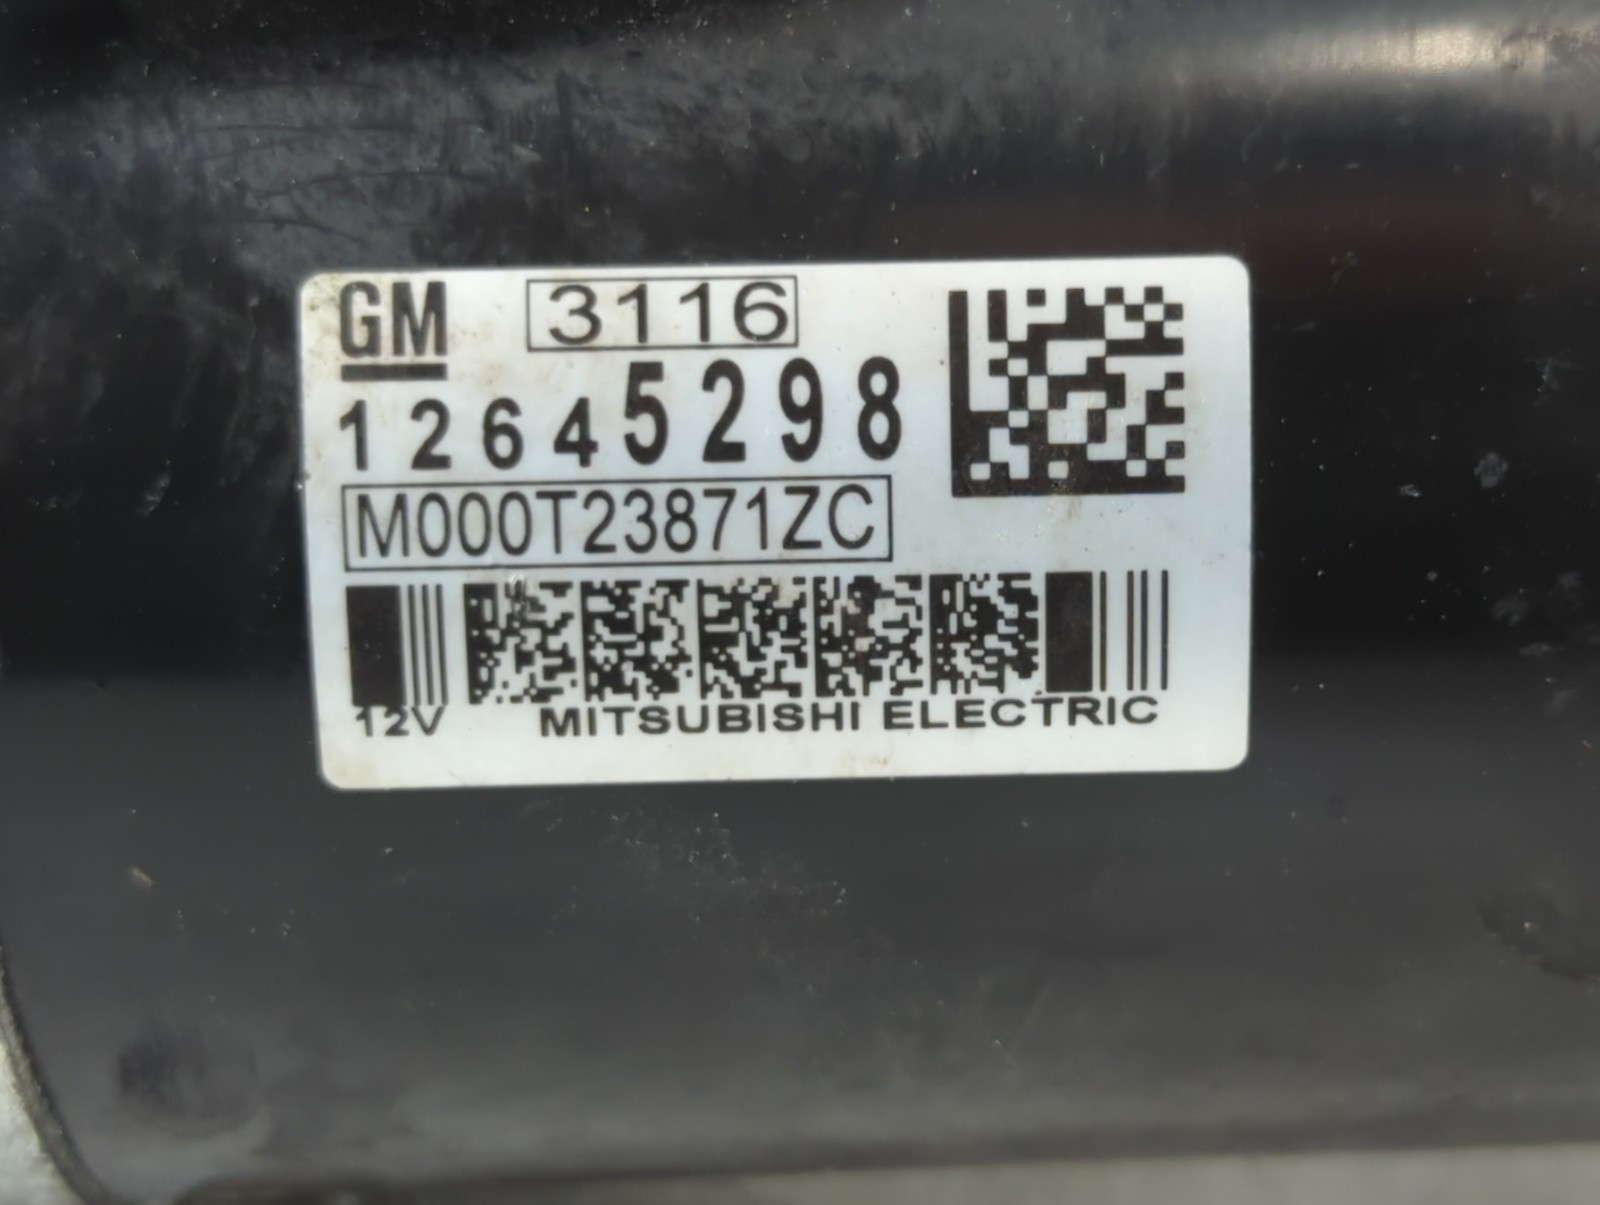 GM 3116
12645298
M000T23871ZC
12V MITSUBISHI ELECTRIC